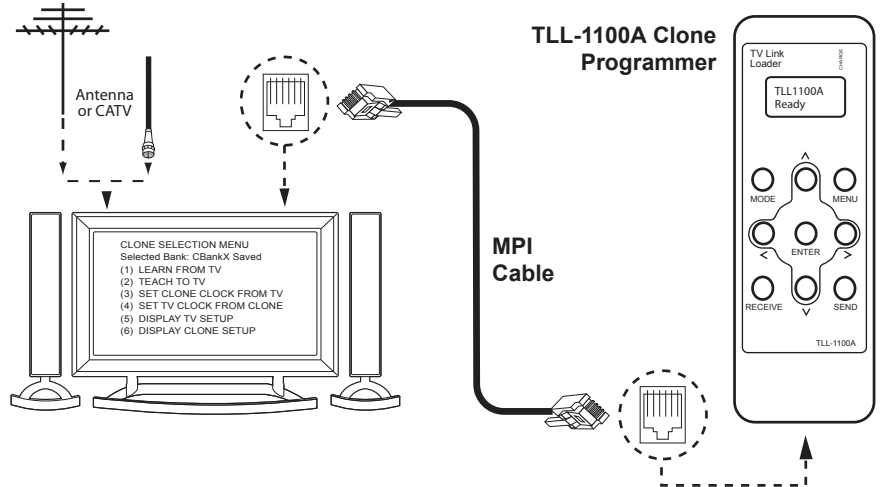 Antenna
or CATV
TLL-1100A Clone
Programmer
TV Link
Loader
CHARGE
TLL1100A
Ready
MODE
MENU
<
ENTER
>
RECEIVE
SEND
TLL-1100A
MPI
Cable
CLONE SELECTION MENU
Selected Bank: CBankX Saved
(1) LEARN FROM TV
(2) TEACH TO TV
(3) SET CLONE CLOCK FROM TV
(4) SET TV CLOCK FROM CLONE
(5) DISPLAY TV SETUP
(6) DISPLAY CLONE SETUP